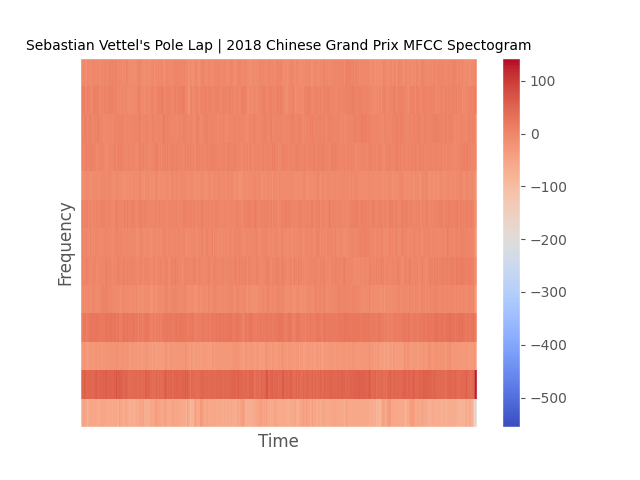 Sebastian Vettel's Pole Lap | 2018 Chinese Grand Prix MFCC Spectogram
Frequency
Time
100
0
−100
−200
−300
−400
−500